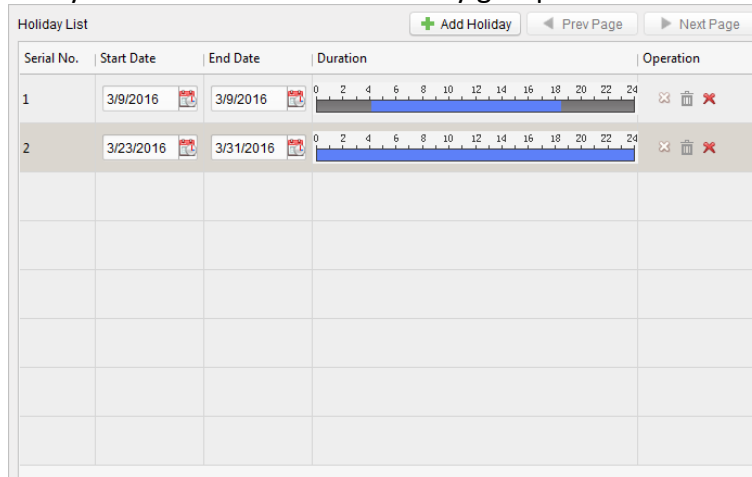 Holiday List Add Holiday Prev Page Next Page
Serial No. Start Date End Date Duration Operation
0 2 4 6 8 10 12 14 16 18 20 22 24
1 3/9/2016 3/9/2016
0 2 4 6 8 10 12 14 16 18 20 22 24
2 3/23/2016 3/31/2016